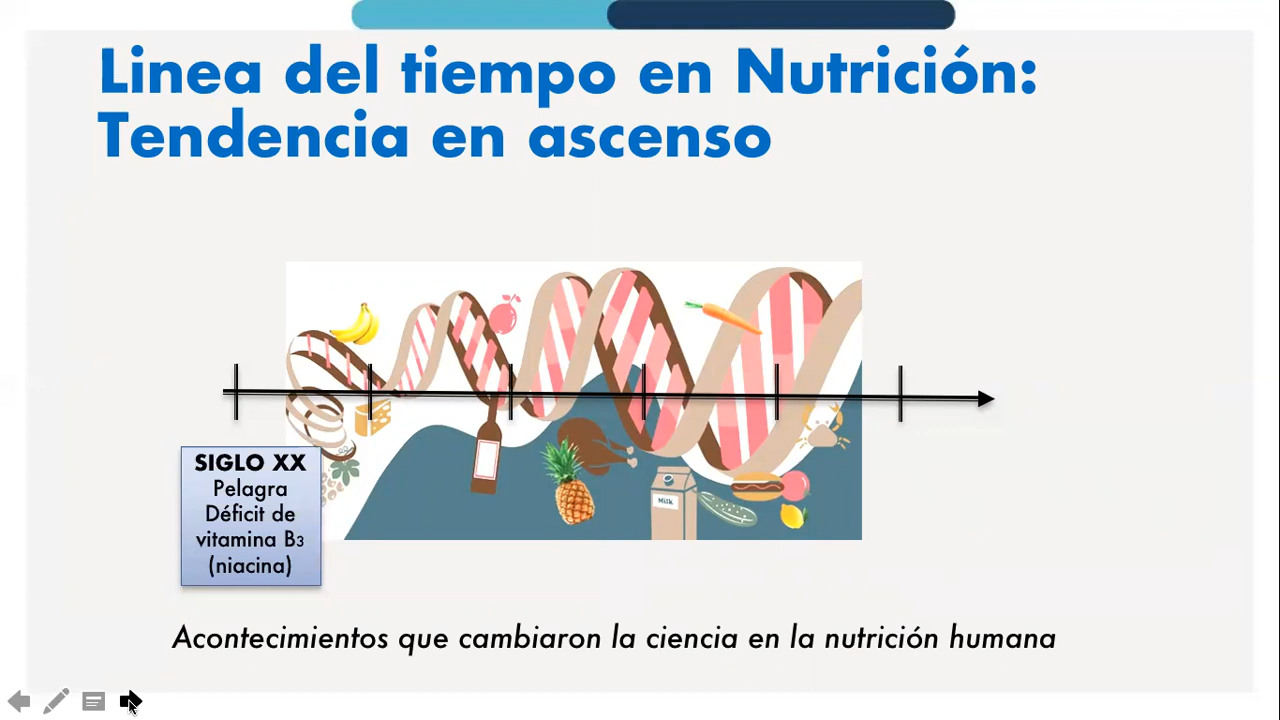 Linea del tiempo en Nutrición:
Tendencia en ascenso
Milk
SIGLO XX
Pelagra
Déficit de
vitamina B3
(niacina)
Acontecimientos que cambiaron la ciencia en la nutrición humana